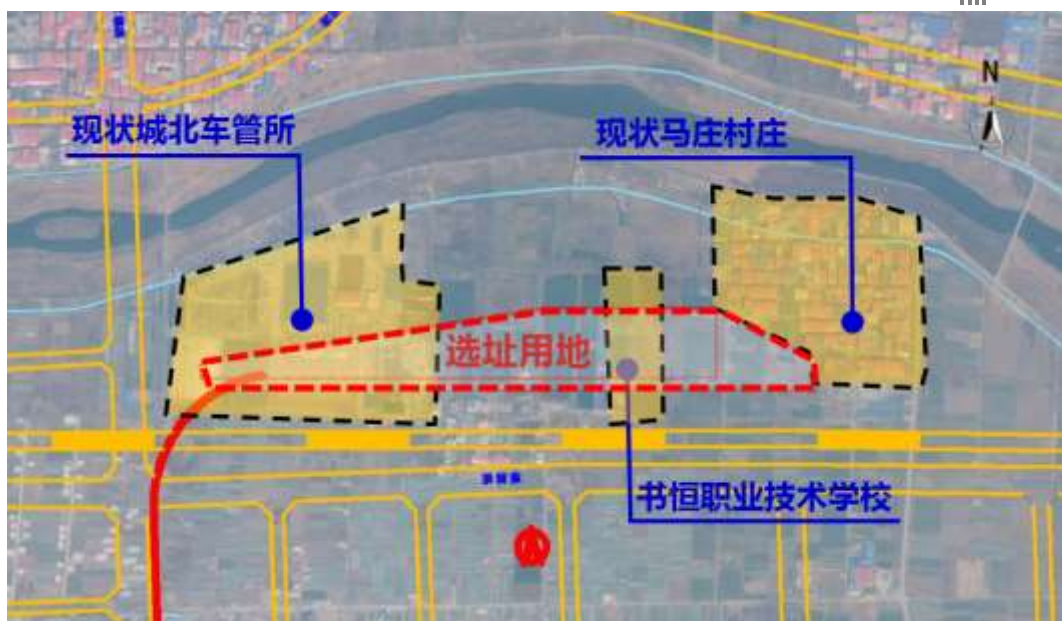 N
现状城北车管所
现状马庄村庄
选址用地
书恒职业技术学校